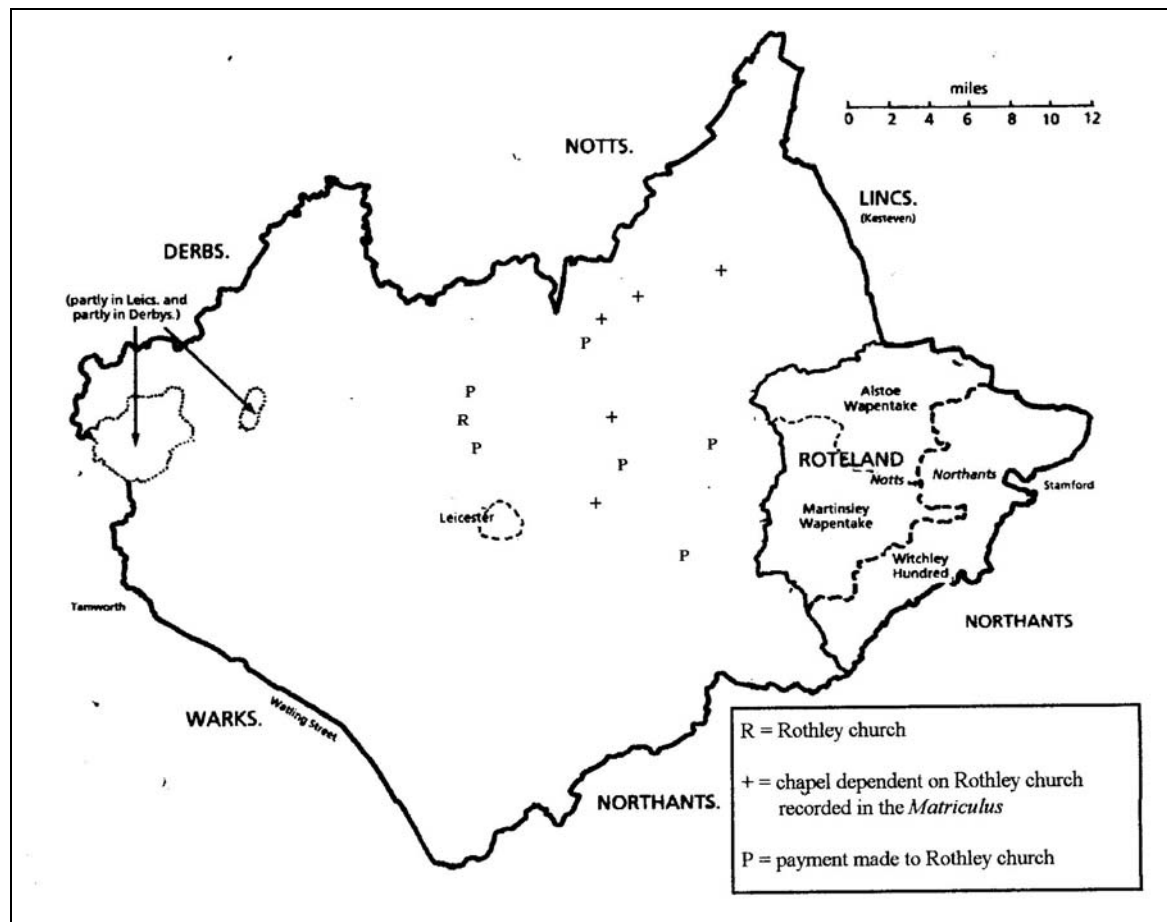 miles
0 2 4 6 8 10 12
NOTTS.
LINCS.
(Kesteven)
DERBS.
(partly in Leics. and
partly in Derbys.)
+
+
+
P
P
R
+
P
P
P
+
P
Leicester
Alstoe
Wapentake
ROTELAND
Notts
Northants
Stamford
Martinsley
Wapentake
Witchley
Hundred
Tamworth
NORTHANTS
WARKS.
Watling Street
NORTHANTS.
R = Rothley church
+ = chapel dependent on Rothley church
recorded in the Matriculus
P = payment made to Rothley church